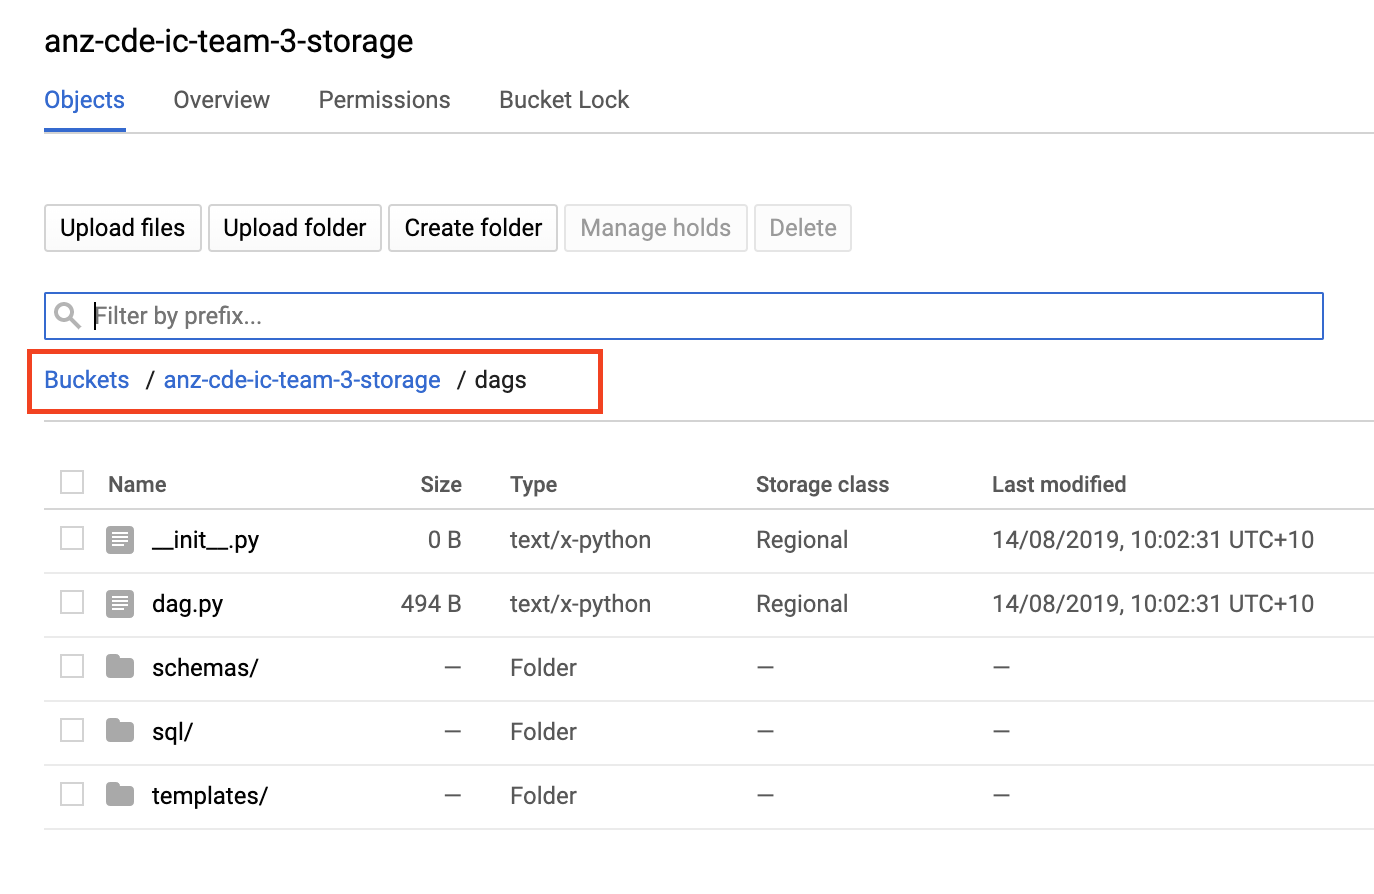 anz-cde-ic-team-3-storage
Objects Overview Permissions Bucket Lock
Upload files Upload folder Create folder Manage holds Delete
Filter by prefix...
Buckets / anz-cde-ic-team-3-storage / dags
Name Size Type Storage class Last modified
__init__.py 0 B text/x-python Regional 14/08/2019, 10:02:31 UTC+10
dag.py 494 B text/x-python Regional 14/08/2019, 10:02:31 UTC+10
schemas/ — Folder — —
sql/ — Folder — —
templates/ — Folder — —